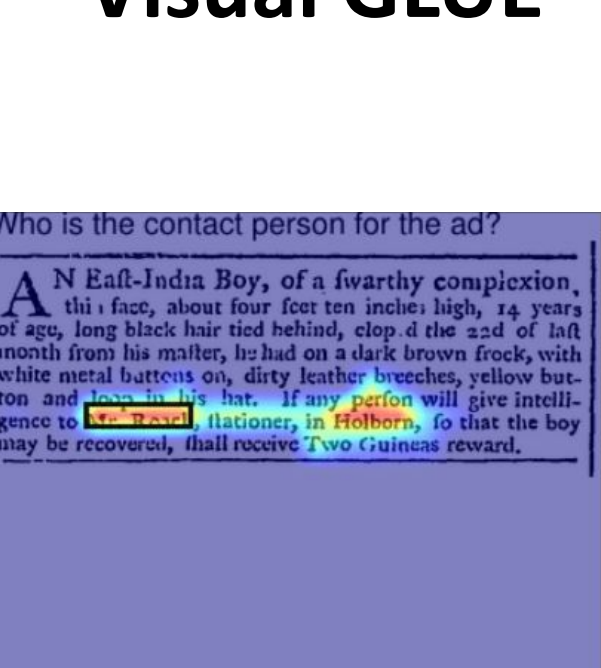 Visual GLUE
Who is the contact person for the ad?
AN Eaſt-India Boy, of a ſwarthy complexion,
thi face, about four feet ten inches high, 14 years
of age, long black hair tied behind, clop.d the 22d of laſt
month from his maſter, he had on a dark brown frock, with
white metal buttons on, dirty leather breeches, yellow but-
ton and loop in his hat. If any perſon will give intelli-
gence to Mr. Roach, ſtationer, in Holborn, ſo that the boy
may be recovered, ſhall receive Two Guineas reward.